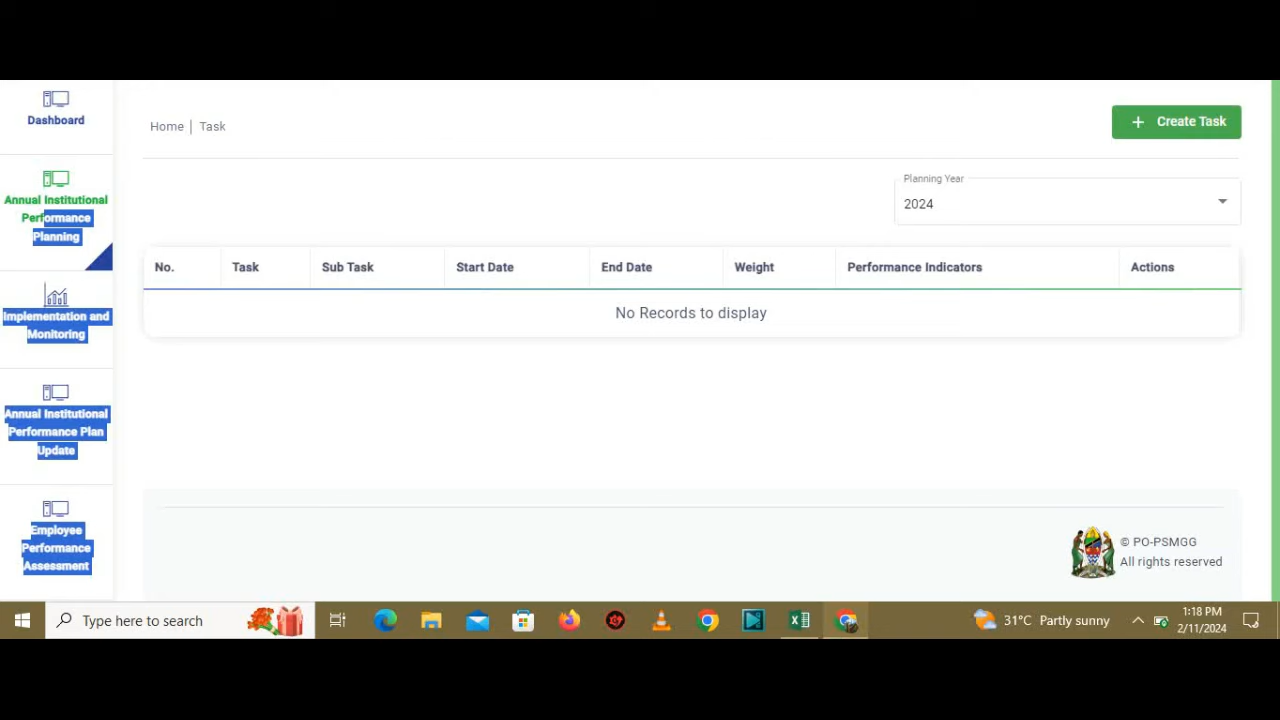 Dashboard
Annual Institutional
Performance
Planning
Implementation and
Monitoring
Annual Institutional
Performance Plan
Update
Employee
Performance
Assessment
Home | Task
+ Create Task
Planning Year
2024
No. Task Sub Task Start Date End Date Weight Performance Indicators Actions
No Records to display
© PO-PSMGG
All rights reserved
Type here to search
31°C Partly sunny
1:18 PM
2/11/2024